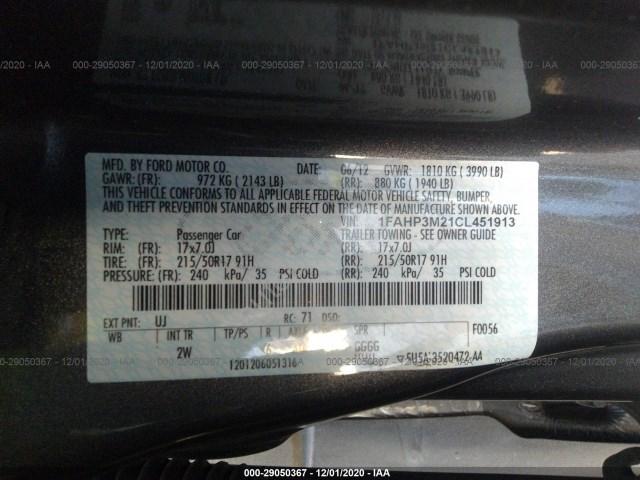 000-29050367 - 12/01/2020 - IAA
MFD. BY FORD MOTOR CO. DATE: 06/12 GVWR: 1810 KG ( 3990 LB)
GAWR: (FR): 972 KG ( 2143 LB) (RR): 880 KG ( 1940 LB)
THIS VEHICLE CONFORMS TO ALL APPLICABLE FEDERAL MOTOR VEHICLE SAFETY, BUMPER,
AND THEFT PREVENTION STANDARDS IN EFFECT ON THE DATE OF MANUFACTURE SHOWN ABOVE.
VIN: 1FAHP3M21CL451913
TYPE: Passenger Car TRAILER TOWING - SEE OWNER GUIDE
RIM: (FR): 17x7.0J (RR): 17x7.0J
TIRE: (FR): 215/50R17 91H (RR): 215/50R17 91H
PRESSURE: (FR): 240 kPa/ 35 PSI COLD (RR): 240 kPa/ 35 PSI COLD
EXT PNT: UJ RC: 71 DSO: F0056
WB INT TR TP/PS R SPR
2W 6 GGGG
1201206051316 5U5A-3520472-AA
000-29050367 - 12/01/2020 - IAA